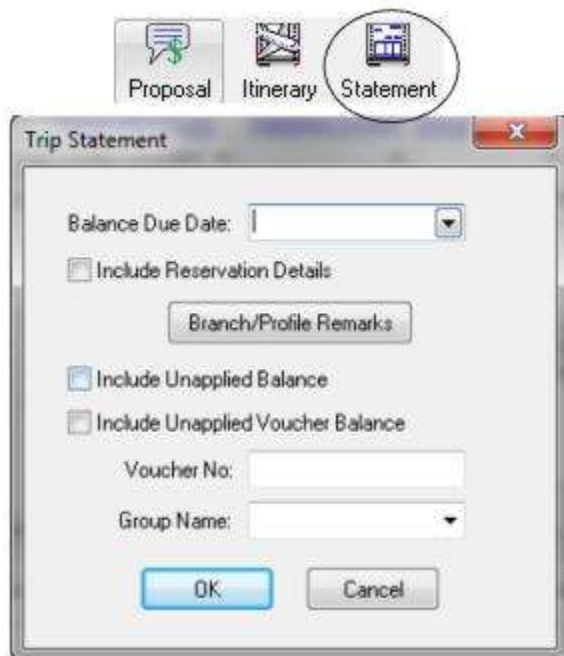 Proposal Itinerary Statement
Trip Statement
Balance Due Date:
Include Reservation Details
Branch/Profile Remarks
Include Unapplied Balance
Include Unapplied Voucher Balance
Voucher No:
Group Name:
OK Cancel